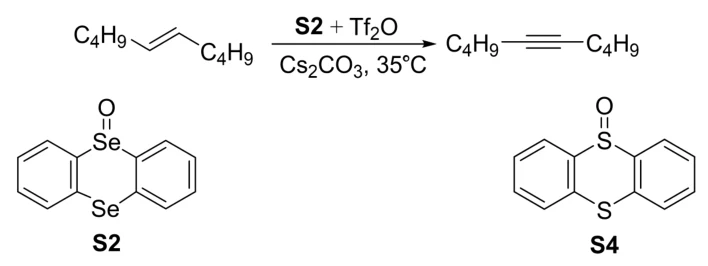 C₄H₉ C₄H₉ S2 + Tf₂O C₄H₉ C₄H₉
Cs₂CO₃, 35°C
O O
Se S
Se S
S2 S4